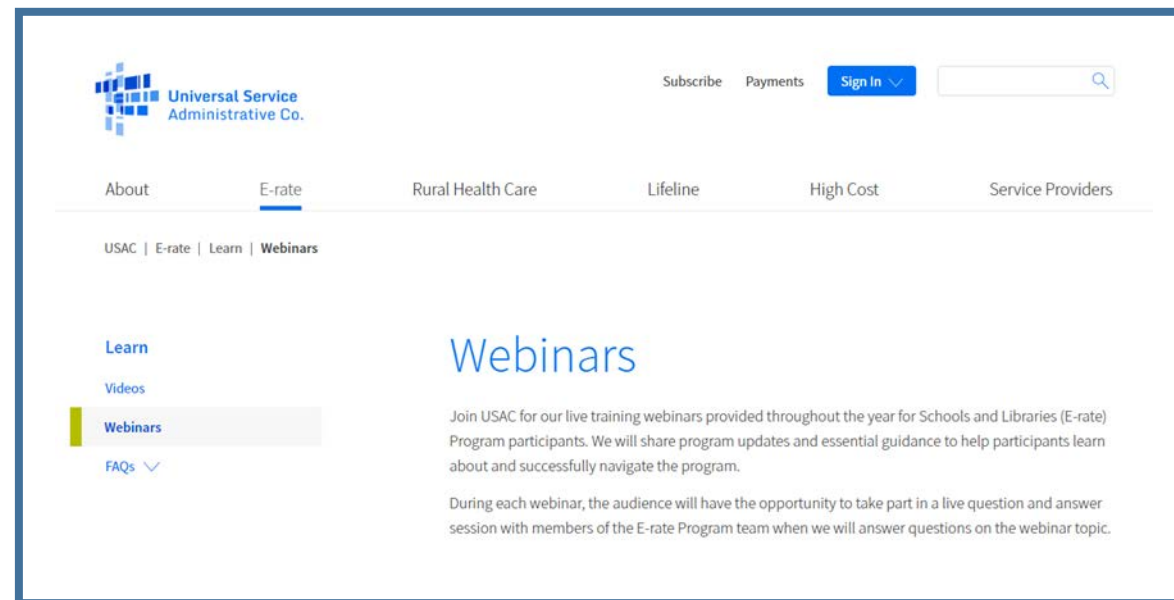 Universal Service
Administrative Co.
Subscribe Payments Sign In
About E-rate Rural Health Care Lifeline High Cost Service Providers
USAC | E-rate | Learn | Webinars
Learn
Videos
Webinars
FAQs
Webinars
Join USAC for our live training webinars provided throughout the year for Schools and Libraries (E-rate)
Program participants. We will share program updates and essential guidance to help participants learn
about and successfully navigate the program.
During each webinar, the audience will have the opportunity to take part in a live question and answer
session with members of the E-rate Program team when we will answer questions on the webinar topic.